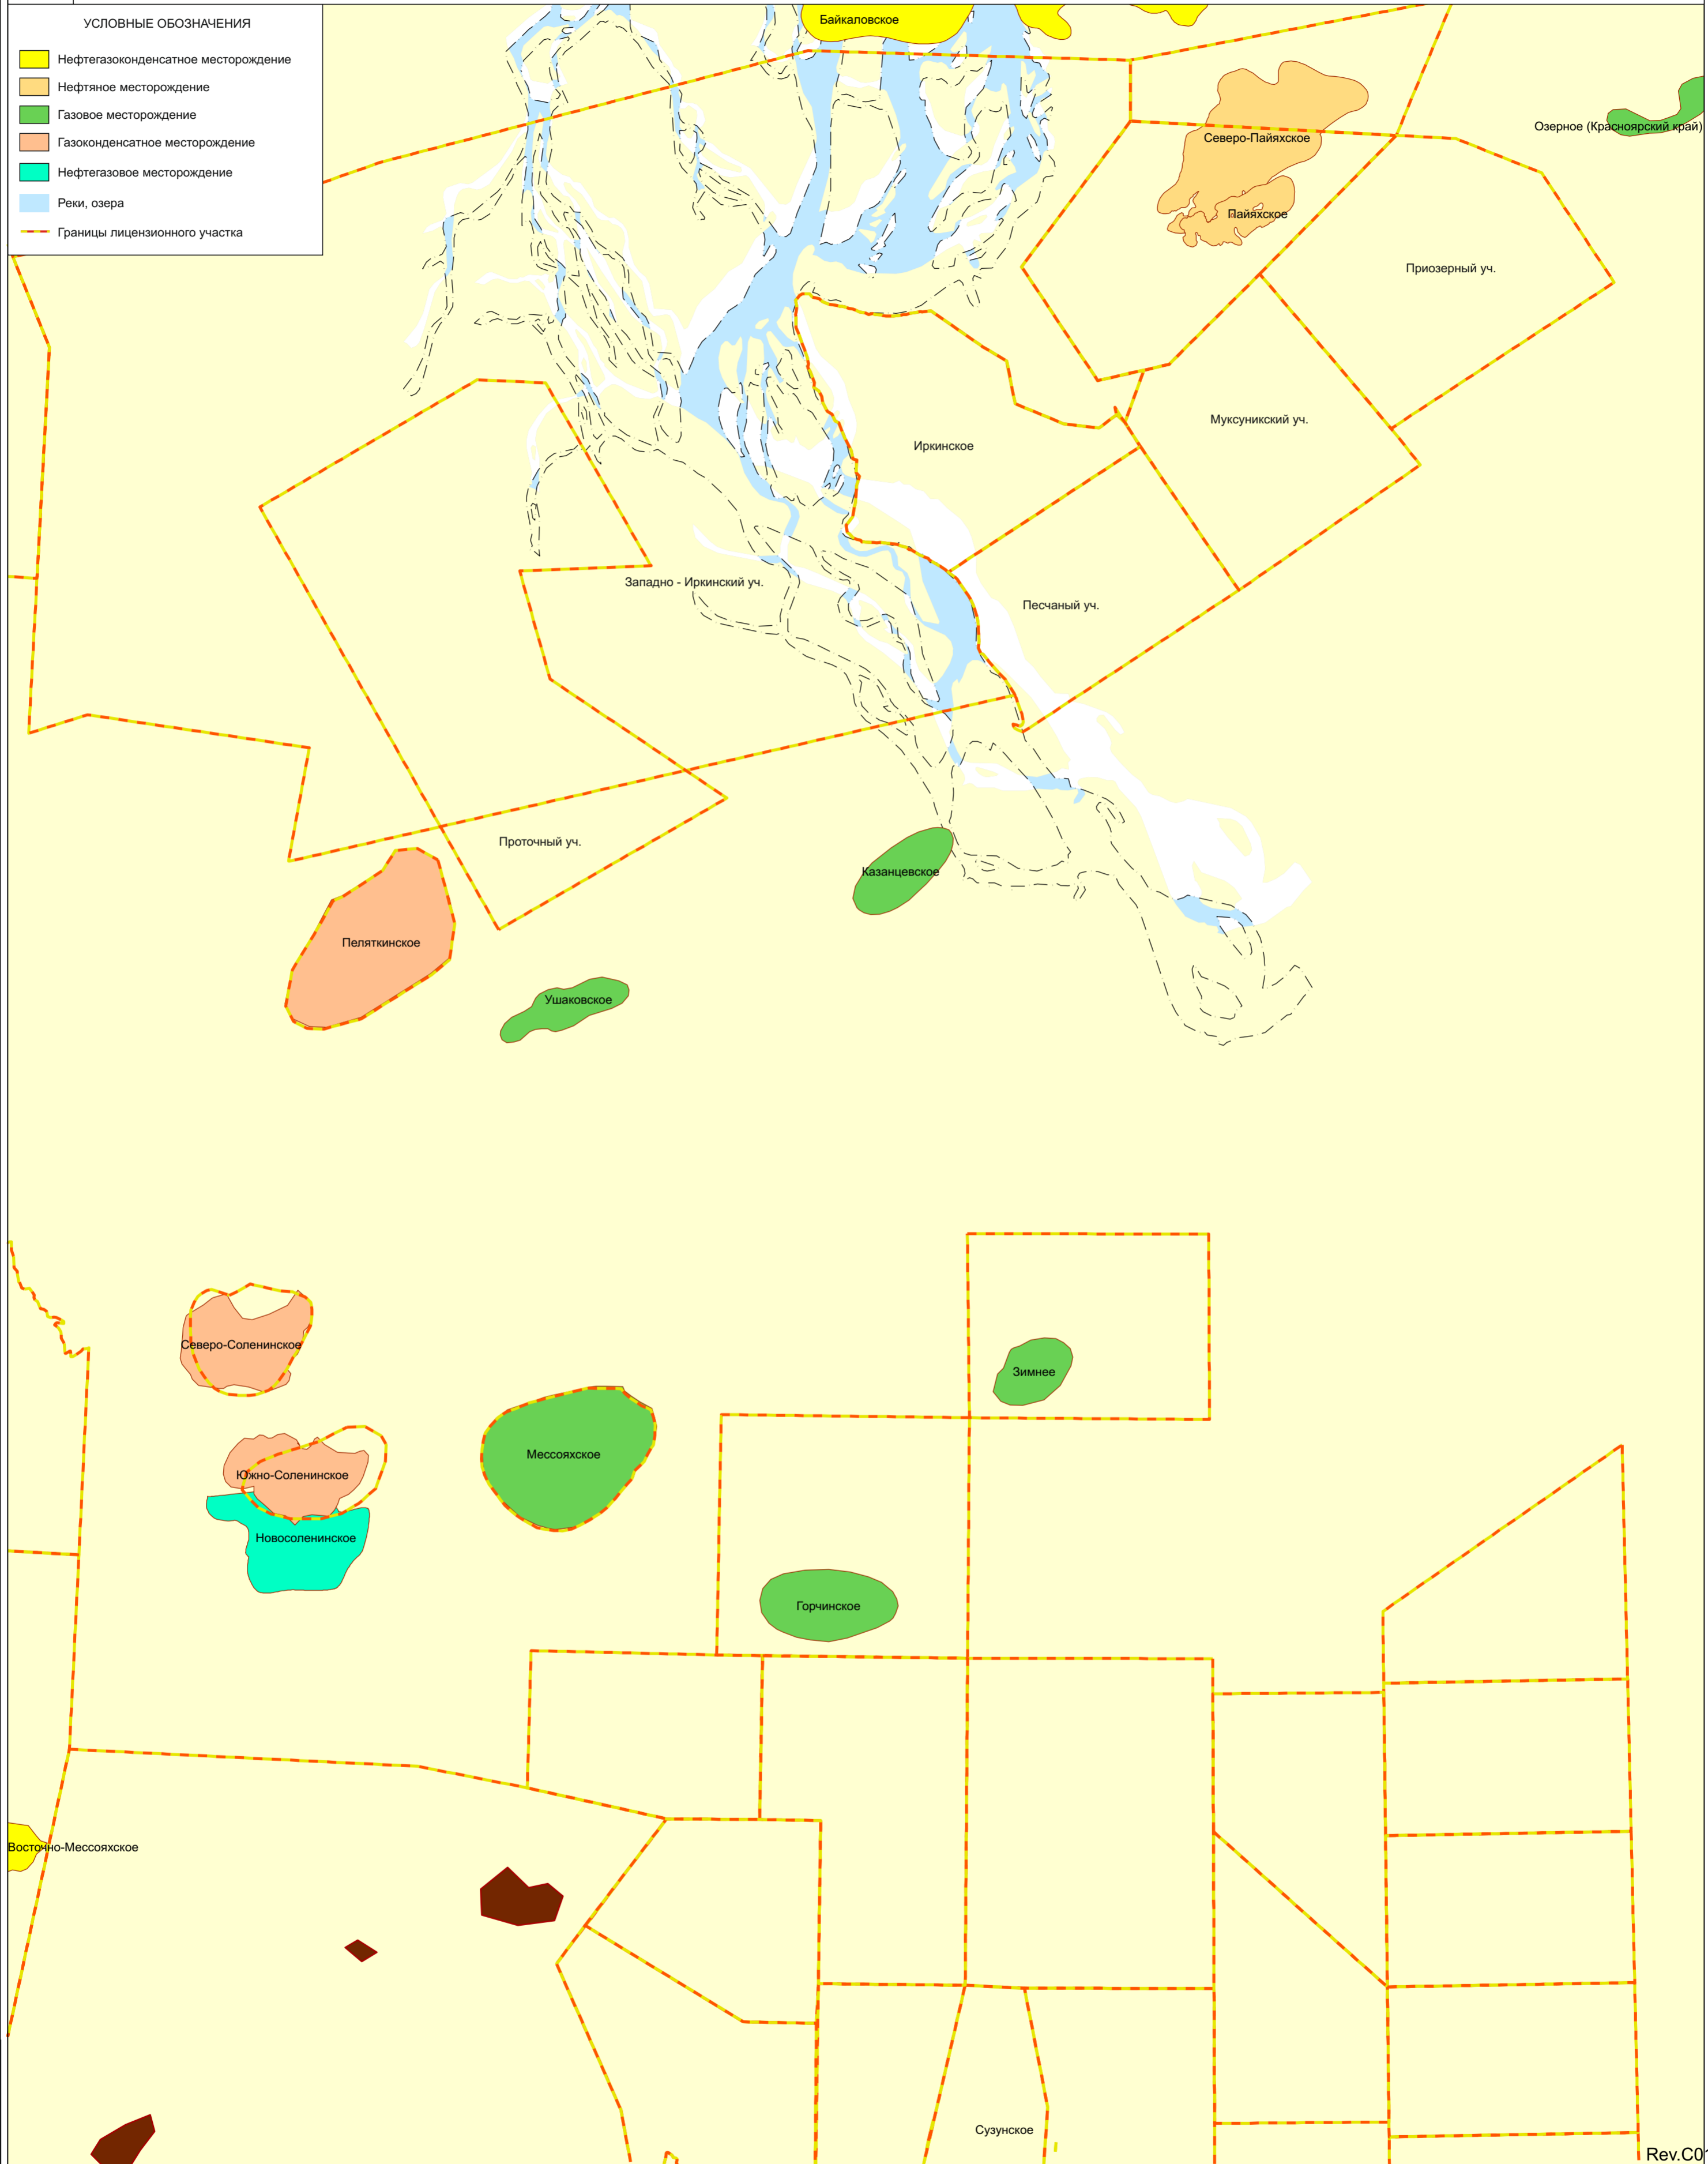 УСЛОВНЫЕ ОБОЗНАЧЕНИЯ
Нефтегазоконденсатное месторождение
Нефтяное месторождение
Газовое месторождение
Газоконденсатное месторождение
Нефтегазовое месторождение
Реки, озера
Границы лицензионного участка
Байкаловское
Озерное (Красноярский край)
Северо-Пайяхское
Пайяхское
Приозерный уч.
Муксуникский уч.
Иркинское
Западно - Иркинский уч.
Песчаный уч.
Проточный уч.
Казанцевское
Пеляткинское
Ушаковское
Северо-Соленинское
Зимнее
Мессояхское
Южно-Соленинское
Новосоленинское
Горчинское
Восточно-Мессояхское
Сузунское
Rev.C01